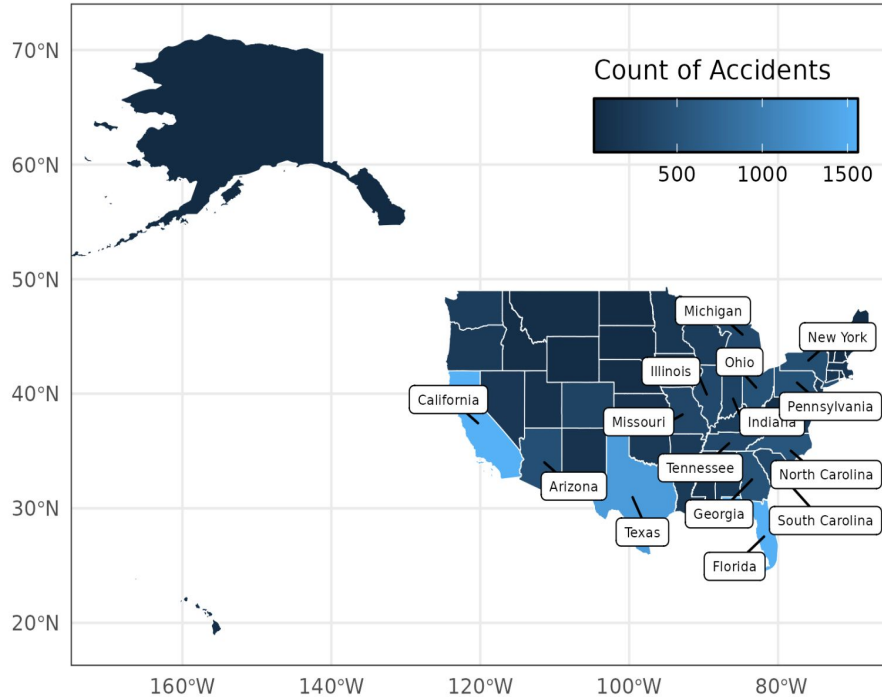 70°N
60°N
50°N
40°N
30°N
20°N
Count of Accidents
500 1000 1500
Michigan
New York
Ohio
Illinois
California
Pennsylvania
Missouri
Indiana
Tennessee
North Carolina
Arizona
Georgia
South Carolina
Texas
Florida
160°W 140°W 120°W 100°W 80°W